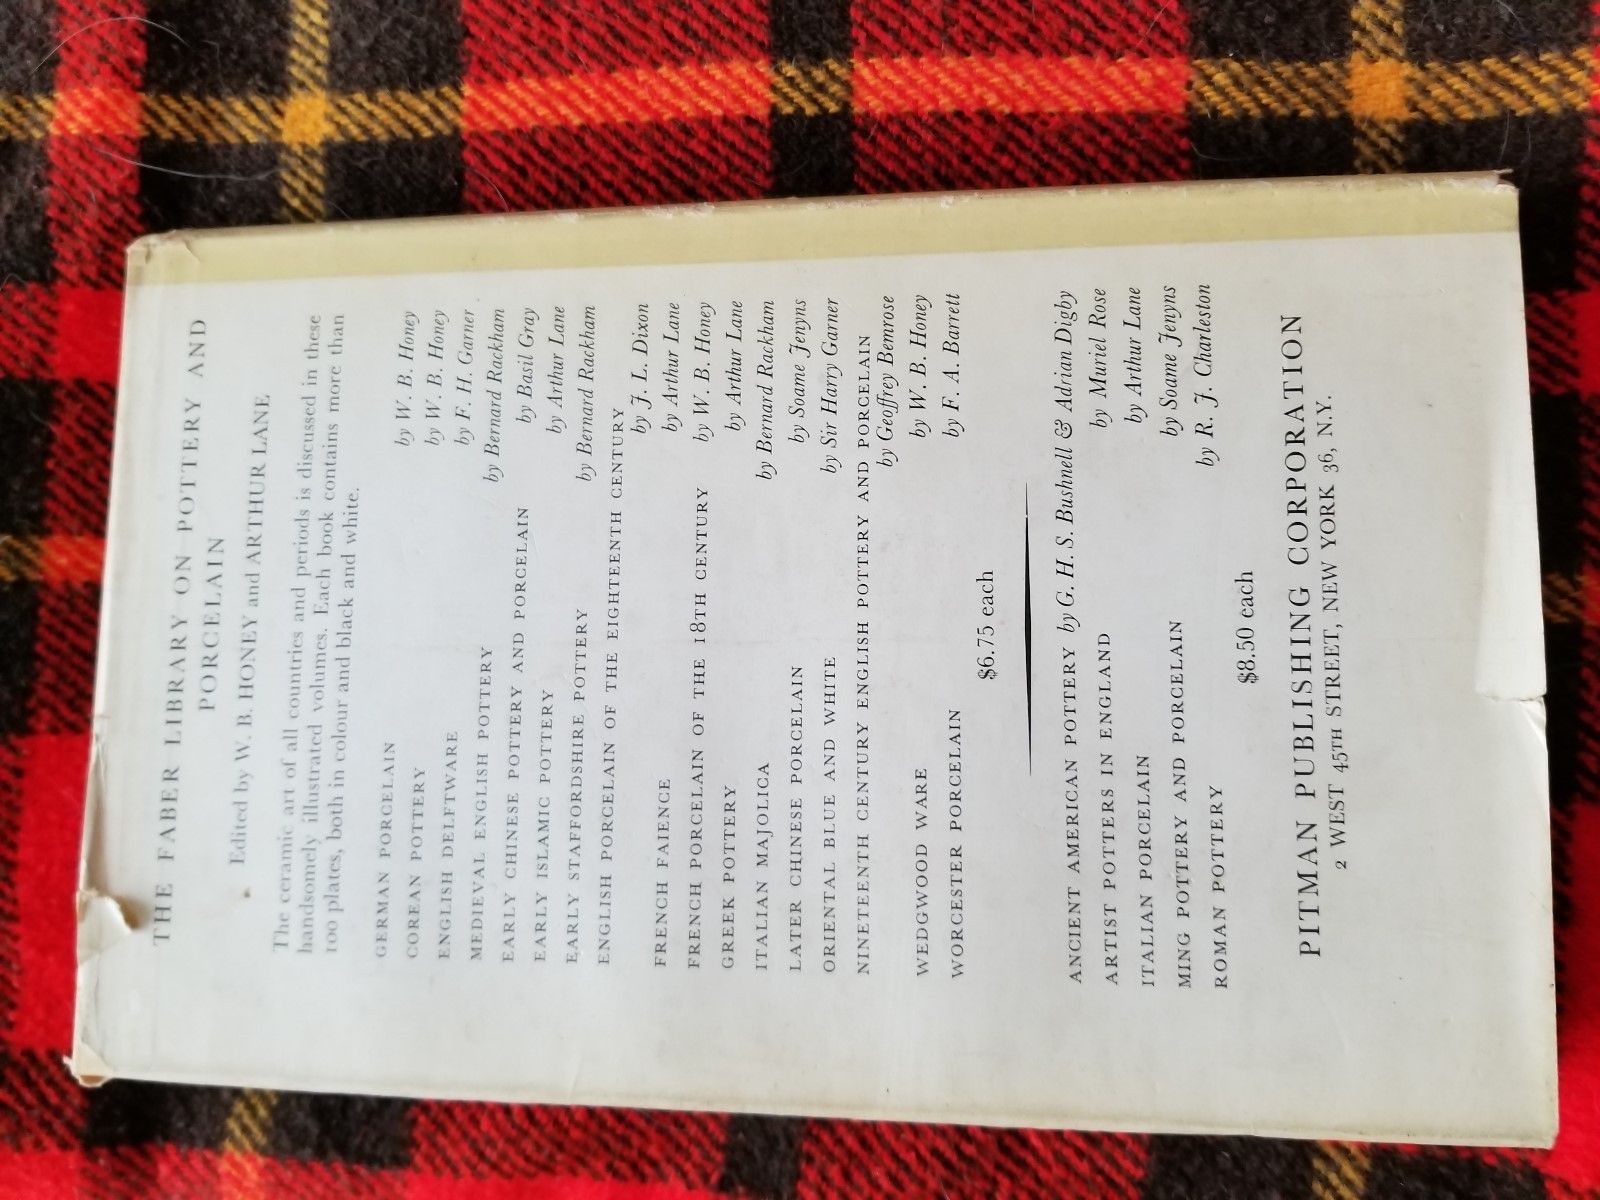 THE FABER LIBRARY ON POTTERY AND
PORCELAIN
Edited by W. B. HONEY and ARTHUR LANE
The ceramic art of all countries and periods is discussed in these
handsomely illustrated volumes. Each book contains more than
100 plates, both in colour and black and white.
GERMAN PORCELAIN by W. B. Honey
COREAN POTTERY by W. B. Honey
ENGLISH DELFTWARE by F. H. Garner
MEDIEVAL ENGLISH POTTERY by Bernard Rackham
EARLY CHINESE POTTERY AND PORCELAIN by Basil Gray
EARLY ISLAMIC POTTERY by Arthur Lane
EARLY STAFFORDSHIRE POTTERY by Bernard Rackham
ENGLISH PORCELAIN OF THE EIGHTEENTH CENTURY
by J. L. Dixon
FRENCH FAIENCE by Arthur Lane
FRENCH PORCELAIN OF THE 18TH CENTURY by W. B. Honey
GREEK POTTERY by Arthur Lane
ITALIAN MAJOLICA by Bernard Rackham
LATER CHINESE PORCELAIN by Soame Jenyns
ORIENTAL BLUE AND WHITE by Sir Harry Garner
NINETEENTH CENTURY ENGLISH POTTERY AND PORCELAIN
by Geoffrey Bemrose
WEDGWOOD WARE by W. B. Honey
WORCESTER PORCELAIN by F. A. Barrett
$6.75 each
ANCIENT AMERICAN POTTERY by G. H. S. Bushnell & Adrian Digby
ARTIST POTTERS IN ENGLAND by Muriel Rose
ITALIAN PORCELAIN by Arthur Lane
MING POTTERY AND PORCELAIN by Soame Jenyns
ROMAN POTTERY by R. J. Charleston
$8.50 each
PITMAN PUBLISHING CORPORATION
2 WEST 45TH STREET, NEW YORK 36, N.Y.